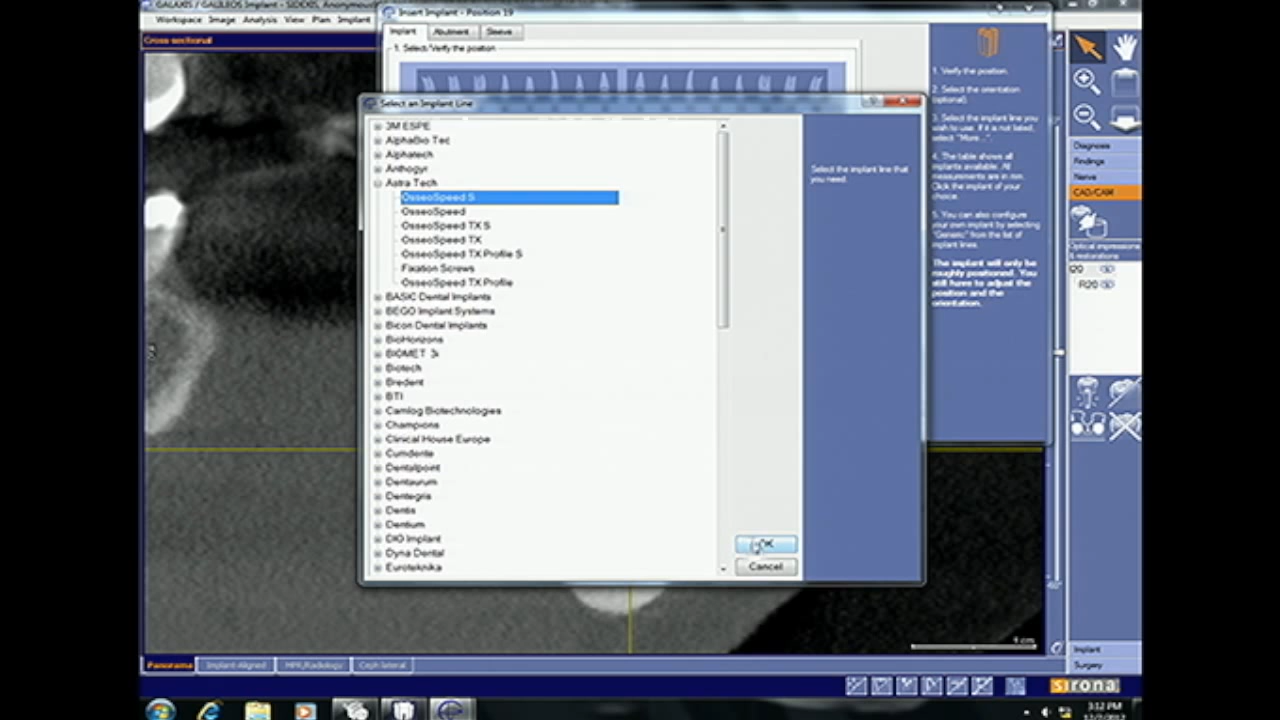 GALAXIS / GALILEOS Implant - SIDEXIS, Anonymous
Workspace Image Analysis View Plan Implant
Cross-sectional
Insert Implant - Position 19
Implant Abutment Sleeve
1. Select/Verify the position
Select an Implant Line
3M ESPE
AlphaBio Tec
Alphatech
Anthogyr
Astra Tech
OsseoSpeed S
OsseoSpeed
OsseoSpeed TX S
OsseoSpeed TX
OsseoSpeed TX Profile S
Fixation Screws
OsseoSpeed TX Profile
BASIC Dental Implants
BEGO Implant Systems
Bicon Dental Implants
BioHorizons
BIOMET 3i
Biotech
Bredent
BTI
Camlog Biotechnologies
Champions
Clinical House Europe
Cumdente
Dentalpoint
Dentaurum
Dentegris
Dentis
Dentium
DIO Implant
Dyna Dental
Euroteknika
Select the implant line that
you need.
OK
Cancel
1. Verify the position.
2. Select the orientation
(optional).
3. Select the implant line you
wish to use. If it is not listed,
select "More...".
4. The table shows all
implants available. All
measurements are in mm.
Click the implant of your
choice.
5. You can also configure
your own implant by selecting
"Generic" from the list of
implant lines.
The implant will only be
roughly positioned. You
still have to adjust the
position and the
orientation.
Diagnosis
Findings
Nerve
CAD/CAM
Optical impressions
& restorations
R20
Implant
Surgery
Panorama Implant Aligned MPR/Radiology Ceph lateral
sirona
3:12 PM